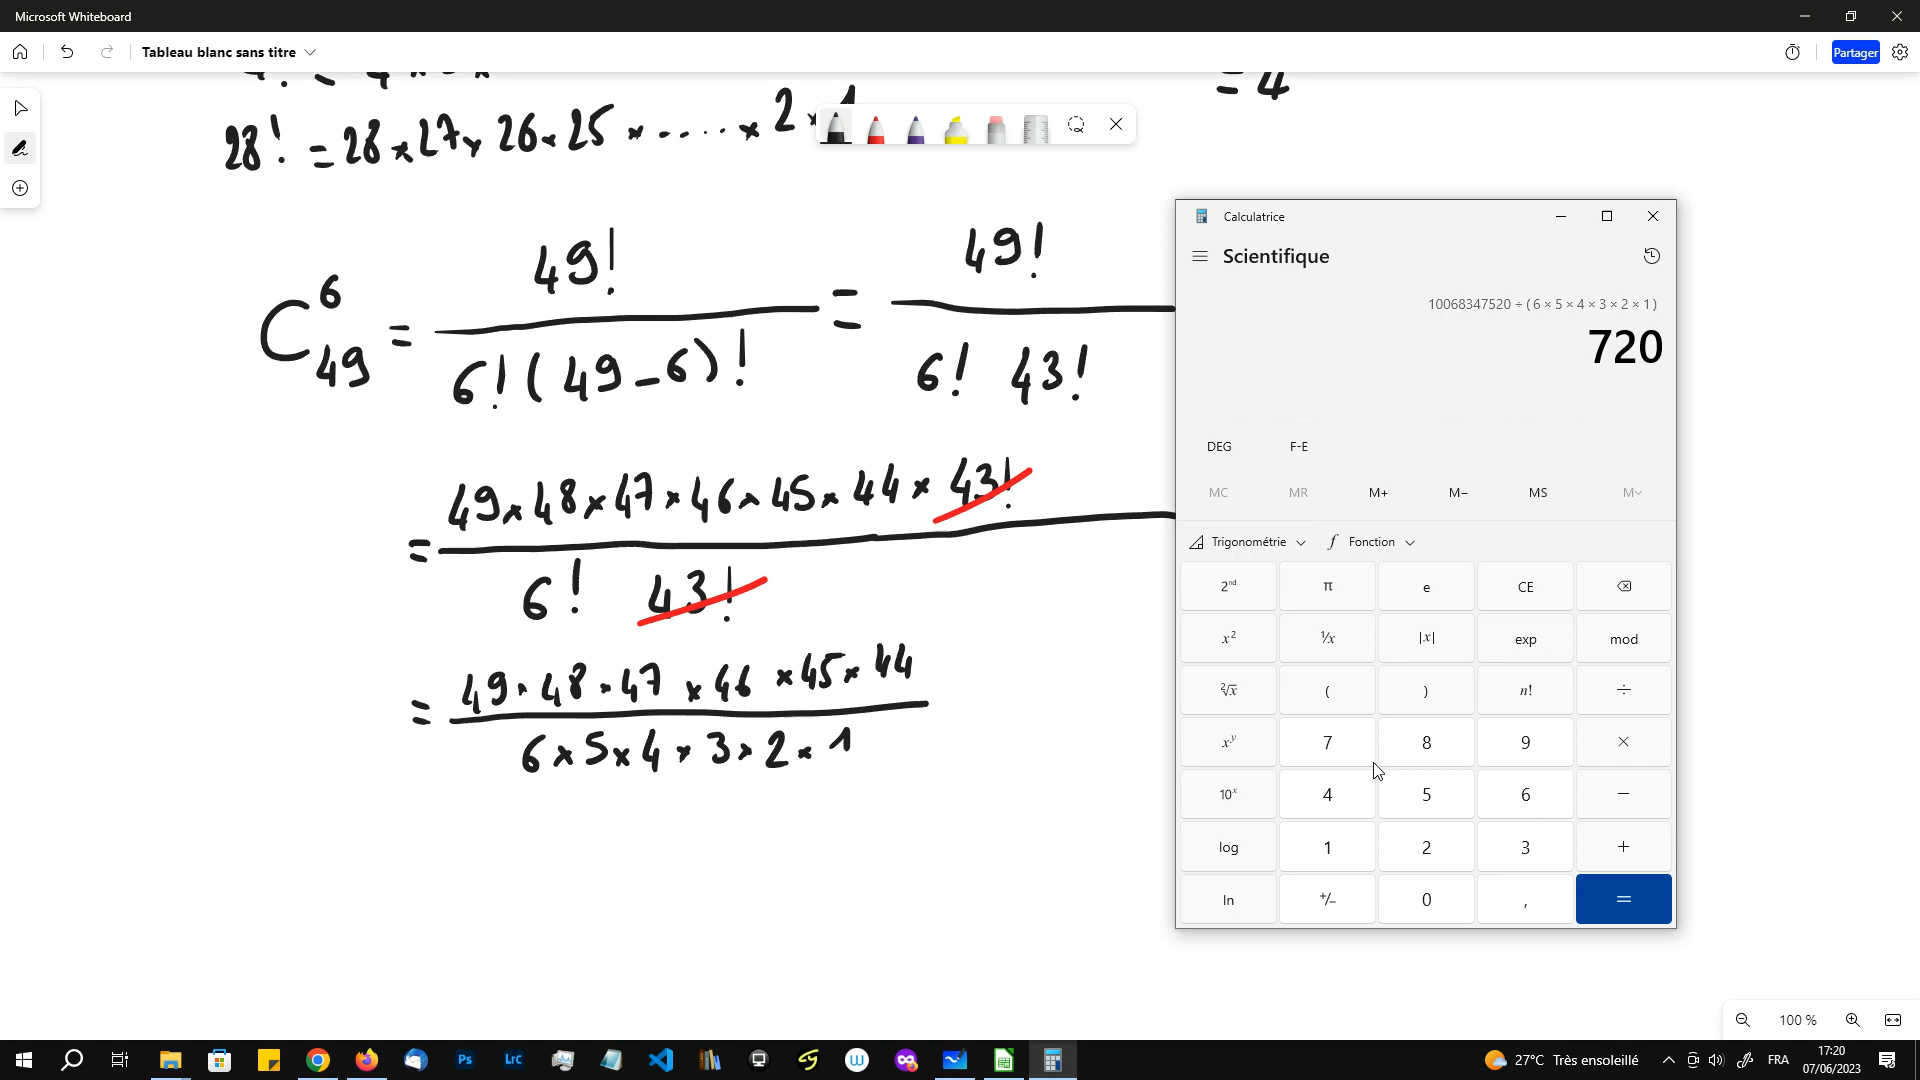 Microsoft Whiteboard
Tableau blanc sans titre
Partager
= 4
28! = 28 × 27 × 26 × 25 × ..... × 2 × 1
C 6 49 = 49! / 6! (49 - 6)! = 49! / 6! 43!
= 49 × 48 × 47 × 46 × 45 × 44 × 43! / 6! 43!
= 49 × 48 × 47 × 46 × 45 × 44 / 6 × 5 × 4 × 3 × 2 × 1
Calculatrice
Scientifique
10068347520 ÷ ( 6 × 5 × 4 × 3 × 2 × 1 )
720
DEG F-E
MC MR M+ M− MS M
Trigonométrie f Fonction
2nd π e CE
x² ¹/x |x| exp mod
²√x ( ) n! ÷
xʸ 7 8 9 ×
10ˣ 4 5 6 −
log 1 2 3 +
ln +/− 0 , =
100 %
Ps Lrc
27°C Très ensoleillé
FRA
17:20
07/06/2023